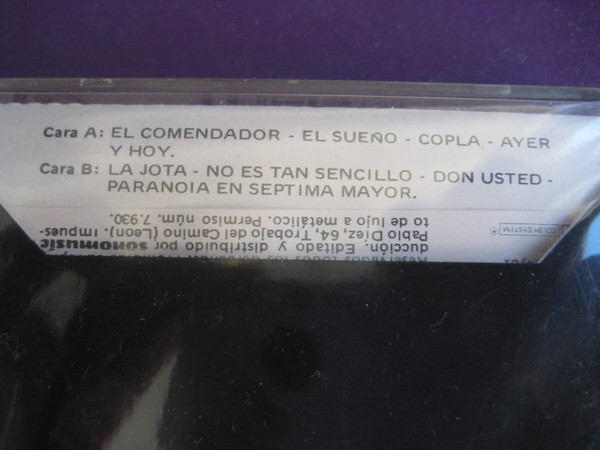 Cara A: EL COMENDADOR - EL SUEÑO - COPLA - AYER
Y HOY.
Cara B: LA JOTA - NO ES TAN SENCILLO - DON USTED -
PARANOIA EN SEPTIMA MAYOR.
ducción. Editado y distribuido por sonomusic
Pablo Díez, 64, Trobajo del Camino (León). Impues-
to de lujo a metálico. Permiso núm. 7.930.
DOLBY SYSTEM